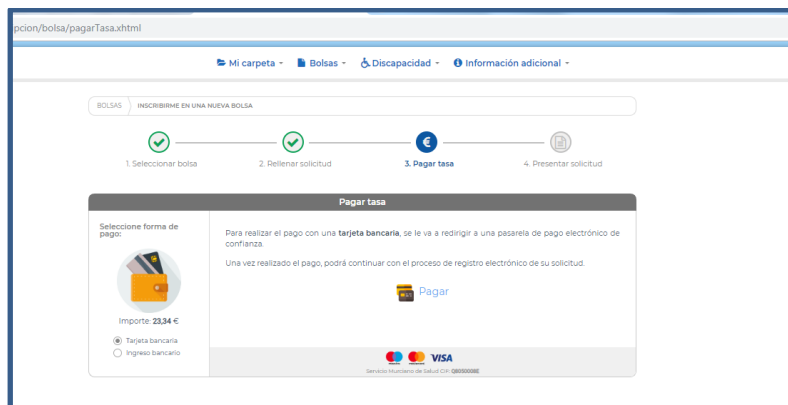 pcion/bolsa/pagarTasa.xhtml
Mi carpeta Bolsas Discapacidad Información adicional
BOLSAS INSCRIBIRME EN UNA NUEVA BOLSA
€
1. Seleccionar bolsa 2. Rellenar solicitud 3. Pagar tasa 4. Presentar solicitud
Pagar tasa
Seleccione forma de
pago:
Importe: 23,34 €
Tarjeta bancaria
Ingreso bancario
Para realizar el pago con una tarjeta bancaria, se le va a redirigir a una pasarela de pago electrónico de
confianza.
Una vez realizado el pago, podrá continuar con el proceso de registro electrónico de su solicitud.
Pagar
VISA
Servicio Murciano de Salud CIF: